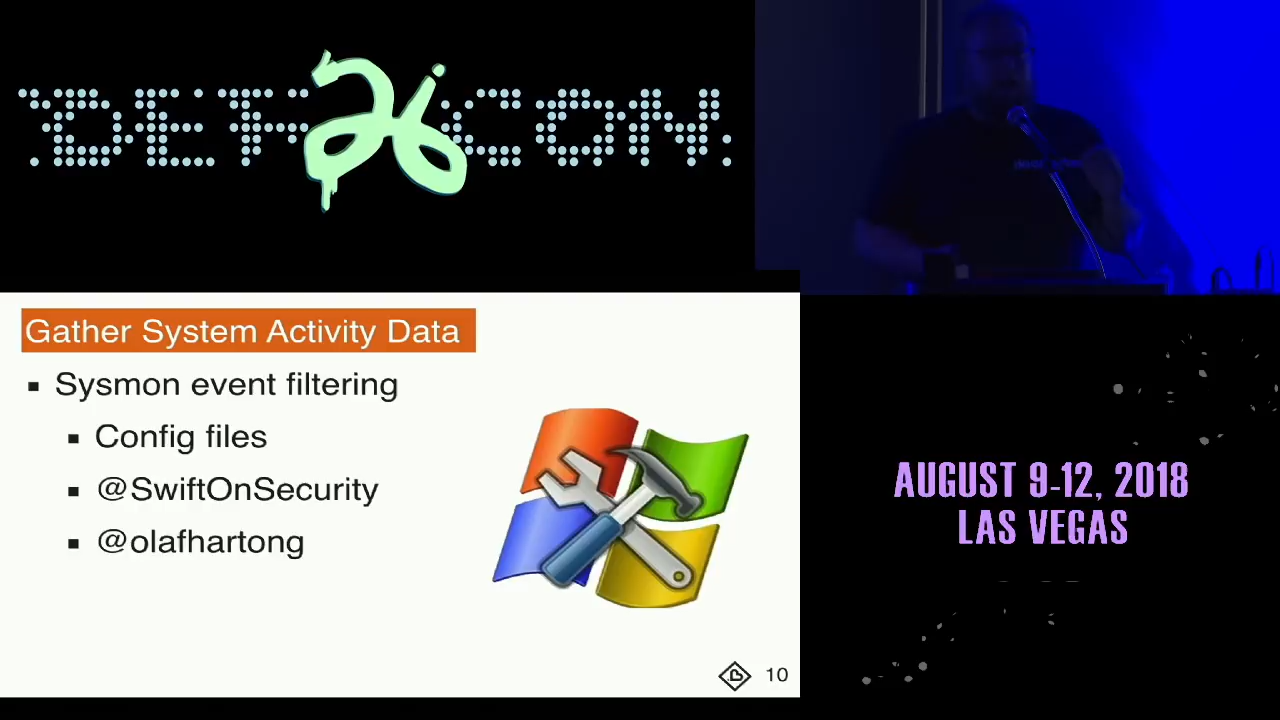 DEF 26 CON
Gather System Activity Data
Sysmon event filtering
Config files
@SwiftOnSecurity
@olafhartong
10
AUGUST 9-12, 2018
LAS VEGAS